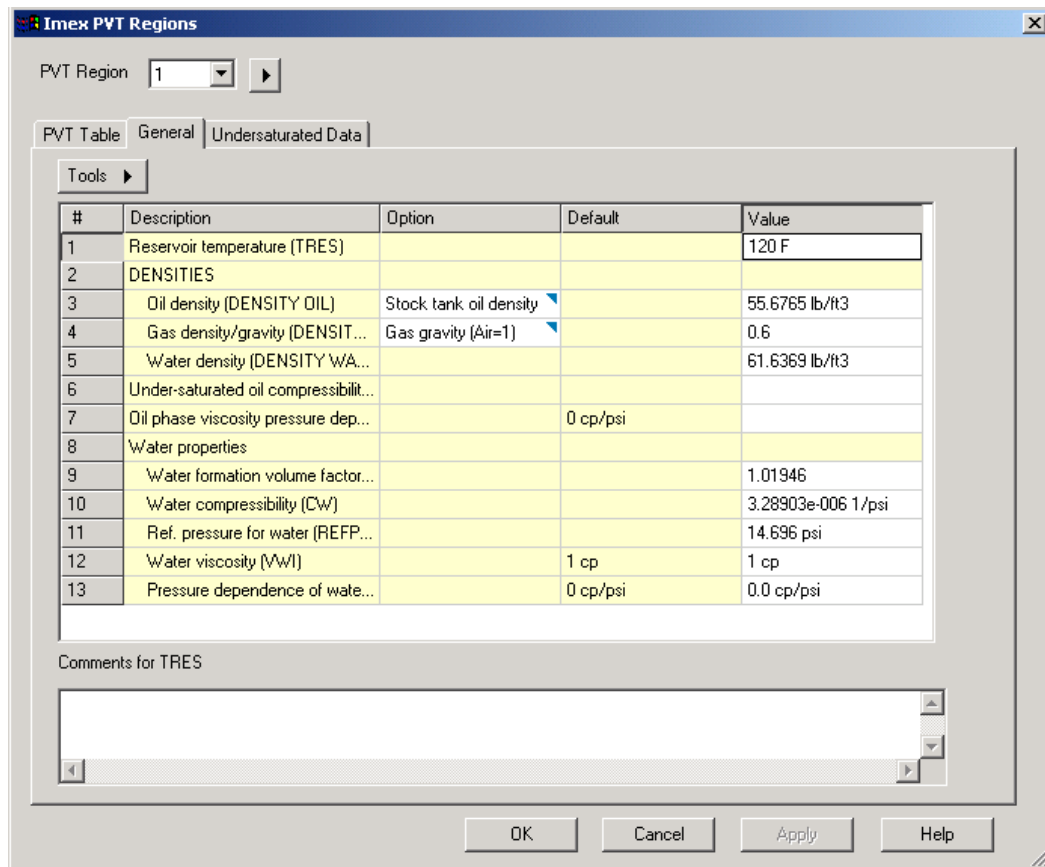 Imex PVT Regions
PVT Region 1
PVT Table General Undersaturated Data
Tools
# Description Option Default Value
1 Reservoir temperature (TRES) 120 F
2 DENSITIES
3 Oil density (DENSITY OIL) Stock tank oil density 55.6765 lb/ft3
4 Gas density/gravity (DENSIT... Gas gravity (Air=1) 0.6
5 Water density (DENSITY WA... 61.6369 lb/ft3
6 Under-saturated oil compressibilit...
7 Oil phase viscosity pressure dep... 0 cp/psi
8 Water properties
9 Water formation volume factor... 1.01946
10 Water compressibility (CW) 3.28903e-006 1/psi
11 Ref. pressure for water (REFP... 14.696 psi
12 Water viscosity (VWI) 1 cp 1 cp
13 Pressure dependence of wate... 0 cp/psi 0.0 cp/psi
Comments for TRES
OK Cancel Apply Help